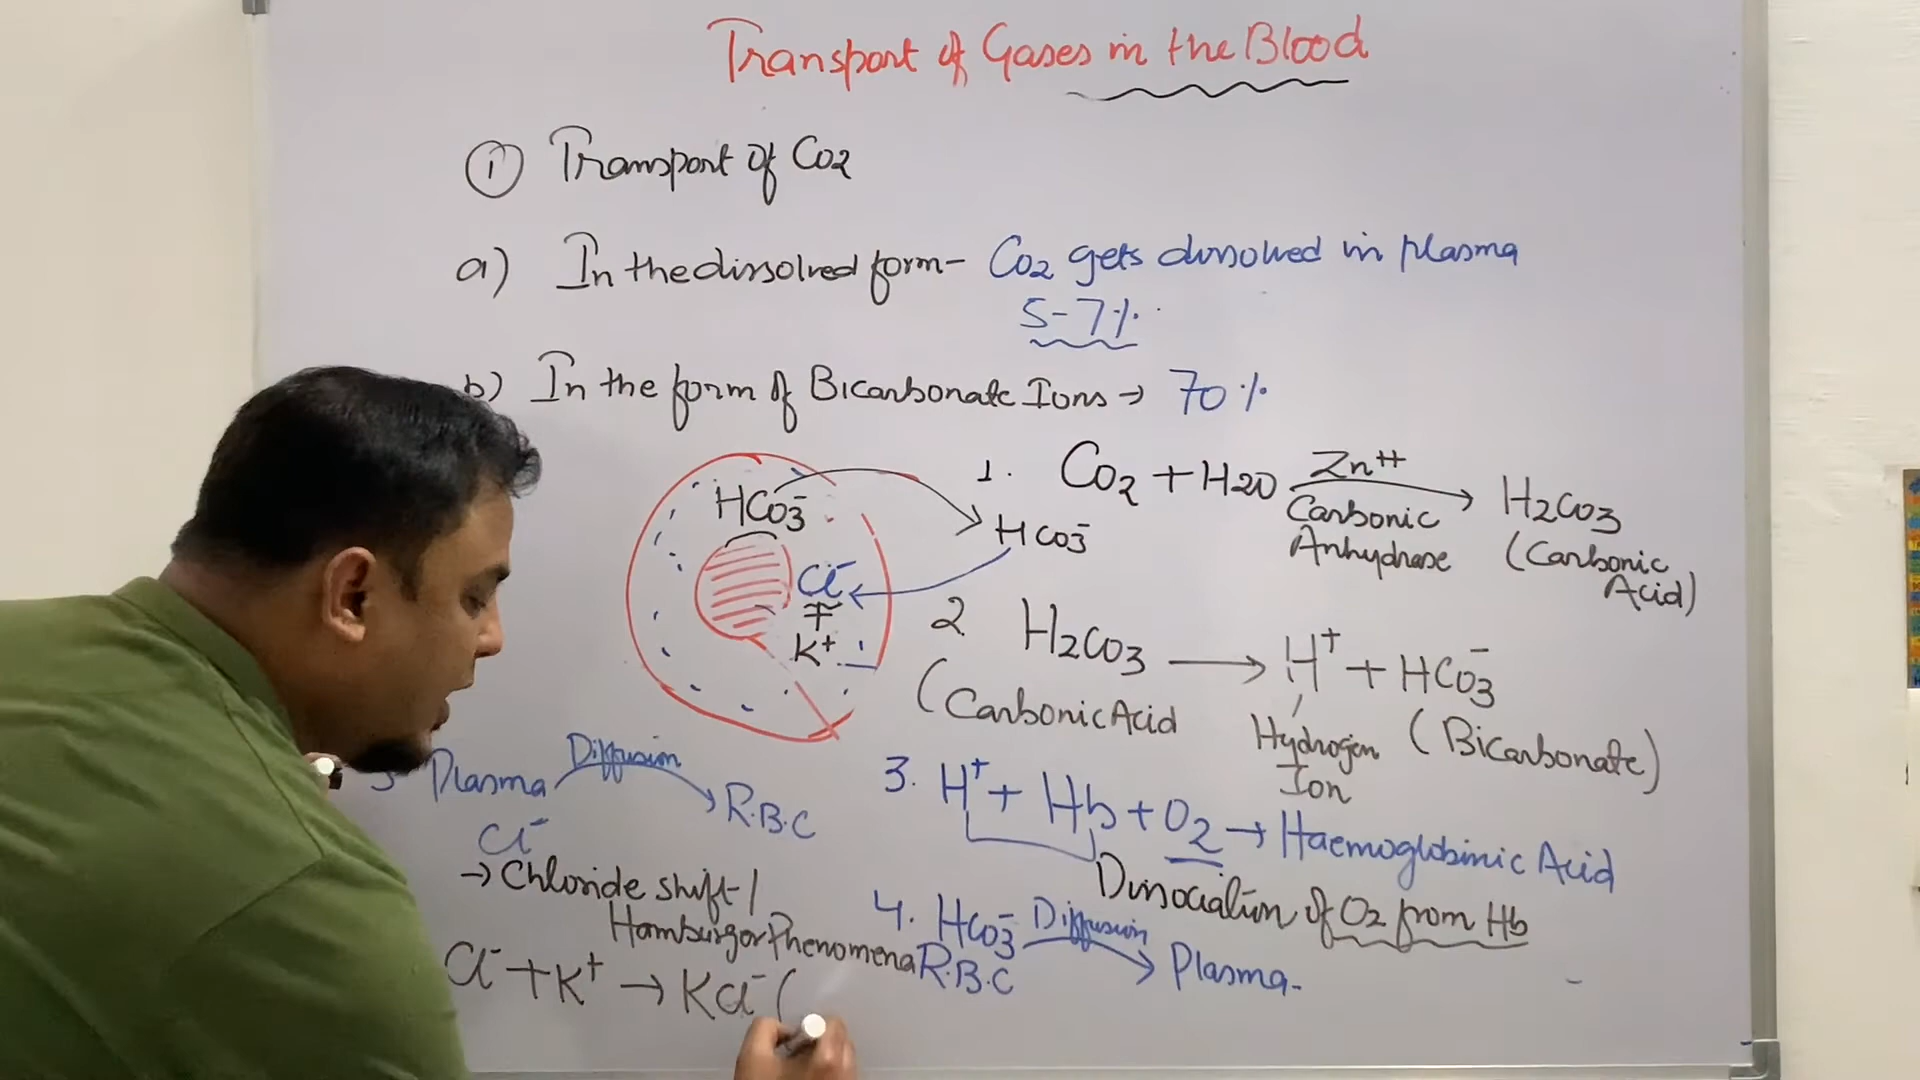 Transport of Gases in the Blood
① Transport of Co2
a) In the dissolved form- Co2 gets dissolved in plasma
5-7%
b) In the form of Bicarbonate Ions → 70%
HCo3⁻
Cl⁻
+
K⁺
HCo3⁻
1. Co2 + H2O Zn++ → H2Co3
Carbonic Anhydrase
(Carbonic Acid)
2 H2Co3 → H⁺ + HCo3⁻
(Carbonic Acid
Hydrogen Ion
(Bicarbonate)
3. H⁺ + Hb + O2 → Haemoglobinic Acid
Dissociation of O2 from Hb
4. HCo3⁻ Diffusion → Plasma.
R.B.C
5 Plasma Diffusion → R.B.C
Cl⁻
→ Chloride shift /
Hamburger Phenomena
Cl⁻ + K⁺ → KCl⁻ (